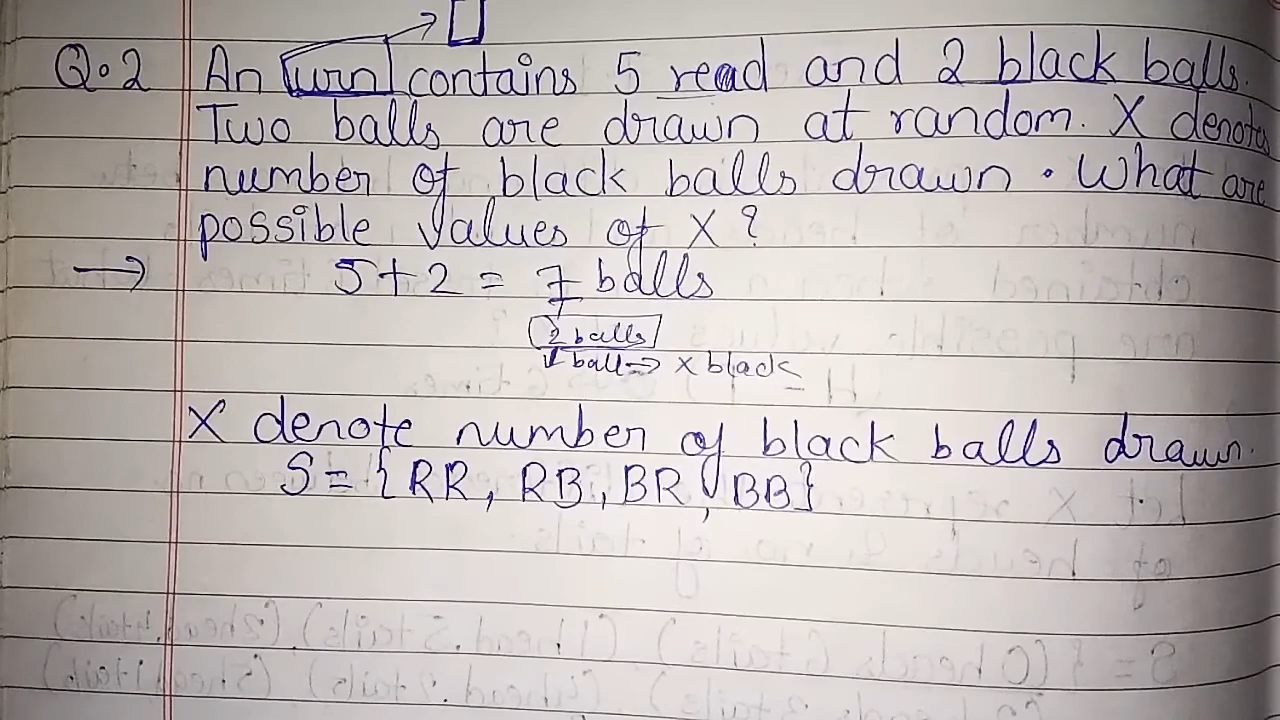 Q.2 An urn contains 5 read and 2 black balls.
Two balls are drawn at random. X denotes
number of black balls drawn. What are
possible values of X?
→ 5+2 = 7 balls
2 balls
ball → X black
X denote number of black balls drawn.
S = {RR, RB, BR, BB}